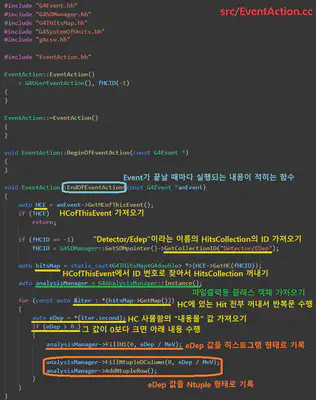 src/EventAction.cc
#include "G4Event.hh"
#include "G4SDManager.hh"
#include "G4THitsMap.hh"
#include "G4SystemOfUnits.hh"
#include "g4csv.hh"
#include "EventAction.hh"
EventAction::EventAction()
: G4UserEventAction(), fHCID(-1)
{
}
EventAction::~EventAction()
{
}
void EventAction::BeginOfEventAction(const G4Event *)
{
}
Event가 끝날 때마다 실행되는 내용이 적히는 함수
void EventAction::EndOfEventAction(const G4Event *anEvent)
{
auto HCE = anEvent->GetHCofThisEvent();
if (!HCE) HCofThisEvent 가져오기
return;
"Detector/Edep"이라는 이름의 HitsCollection의 ID 가져오기
if (fHCID == -1)
fHCID = G4SDManager::GetSDMpointer()->GetCollectionID("Detector/EDep");
auto hitsMap = static_cast<G4THitsMap<G4double> *>(HCE->GetHC(fHCID));
HCofThisEvent에서 ID 번호로 찾아서 HitsCollection 꺼내기
auto analysisManager = G4AnalysisManager::Instance();
파일출력용 클래스 객체 가져오기
for (const auto &iter : *(hitsMap->GetMap()))
{ HC에 있는 Hit 전부 꺼내서 반복문 수행
auto eDep = *(iter.second); HC 사물함의 "내용물" 값 가져오기
if (eDep > 0.) 그 값이 0보다 크면 아래 내용 수행
{
analysisManager->FillH1(0, eDep / MeV); eDep 값을 히스토그램 형태로 기록
analysisManager->FillNtupleDColumn(0, eDep / MeV);
analysisManager->AddNtupleRow();
} eDep 값을 Ntuple 형태로 기록
}
}